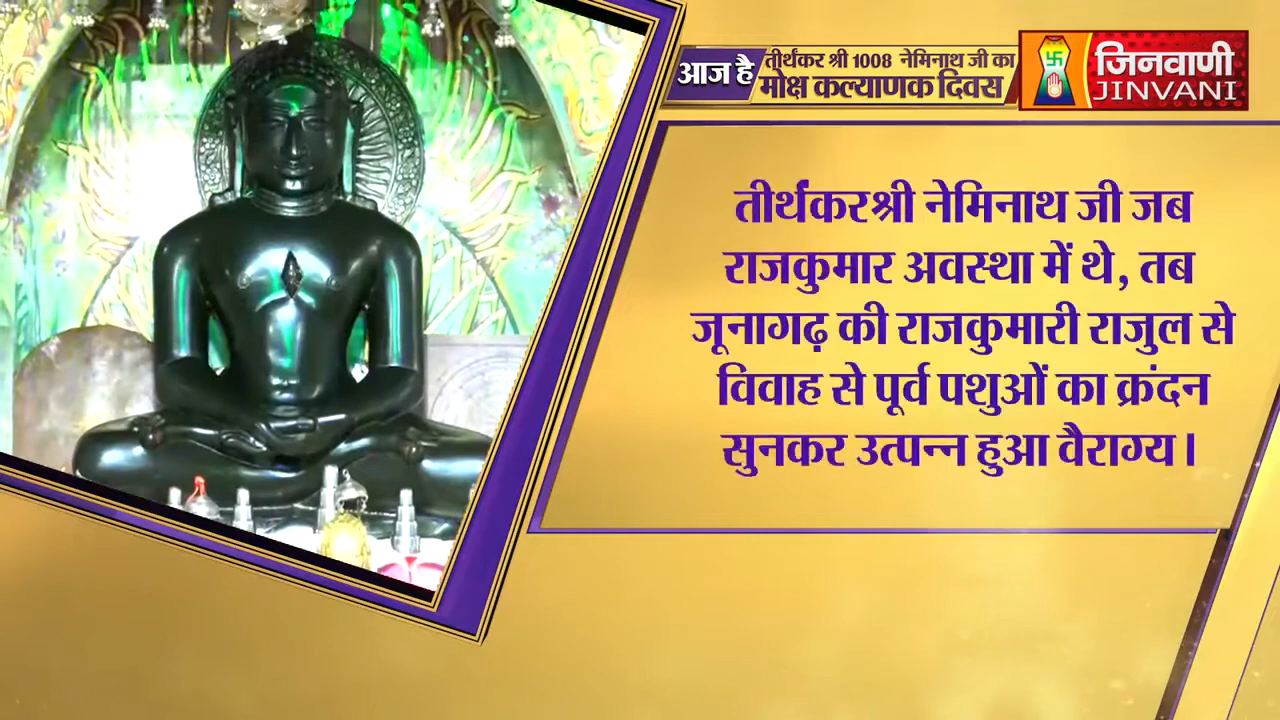 आज है
तीर्थंकर श्री 1008 नेमिनाथ जी का
मोक्ष कल्याणक दिवस
जिनवाणी
JINVANI
तीर्थंकरश्री नेमिनाथ जी जब
राजकुमार अवस्था में थे, तब
जूनागढ़ की राजकुमारी राजुल से
विवाह से पूर्व पशुओं का क्रंदन
सुनकर उत्पन्न हुआ वैराग्य।